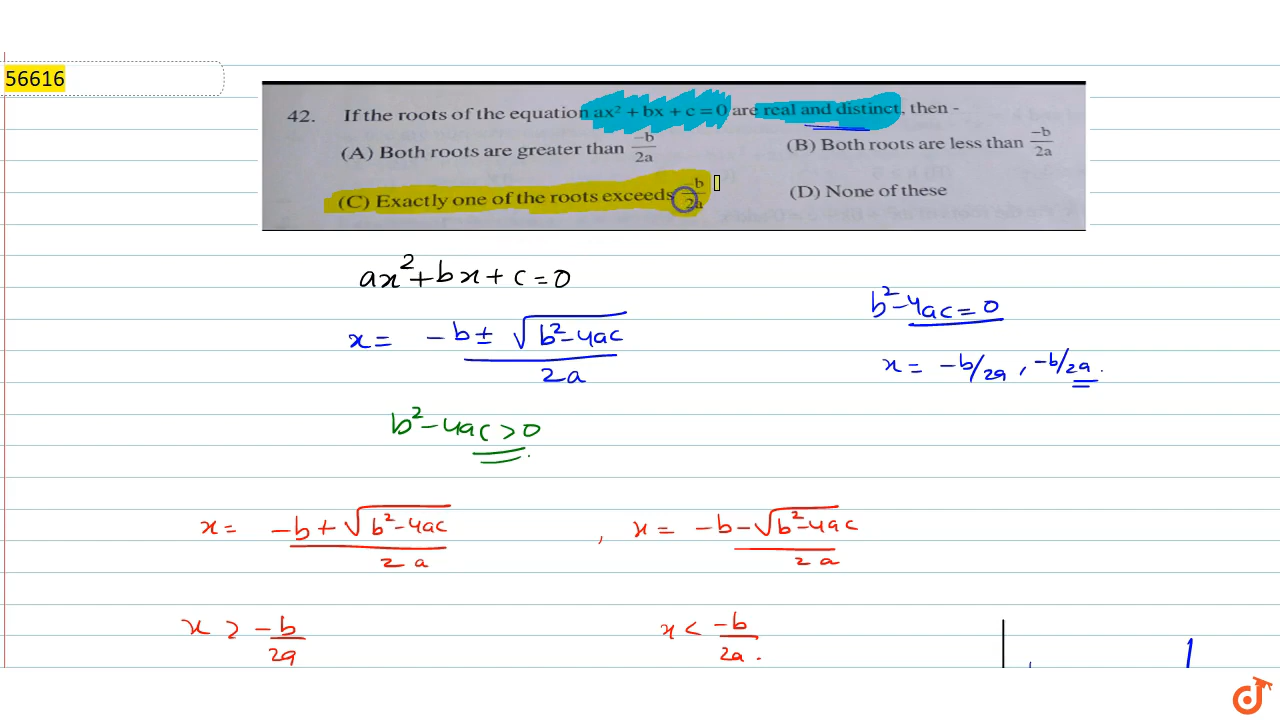 56616
42. If the roots of the equation ax² + bx + c = 0 are real and distinct, then -
(A) Both roots are greater than -b/2a (B) Both roots are less than -b/2a
(C) Exactly one of the roots exceeds -b/2a (D) None of these
ax²+bx+c=0
b²-4ac=0
x= -b±√b²-4ac / 2a
x= -b/2a, -b/2a.
b²-4ac>0
x= -b+√b²-4ac / 2a , x= -b-√b²-4ac / 2a
x > -b/2a x < -b/2a.